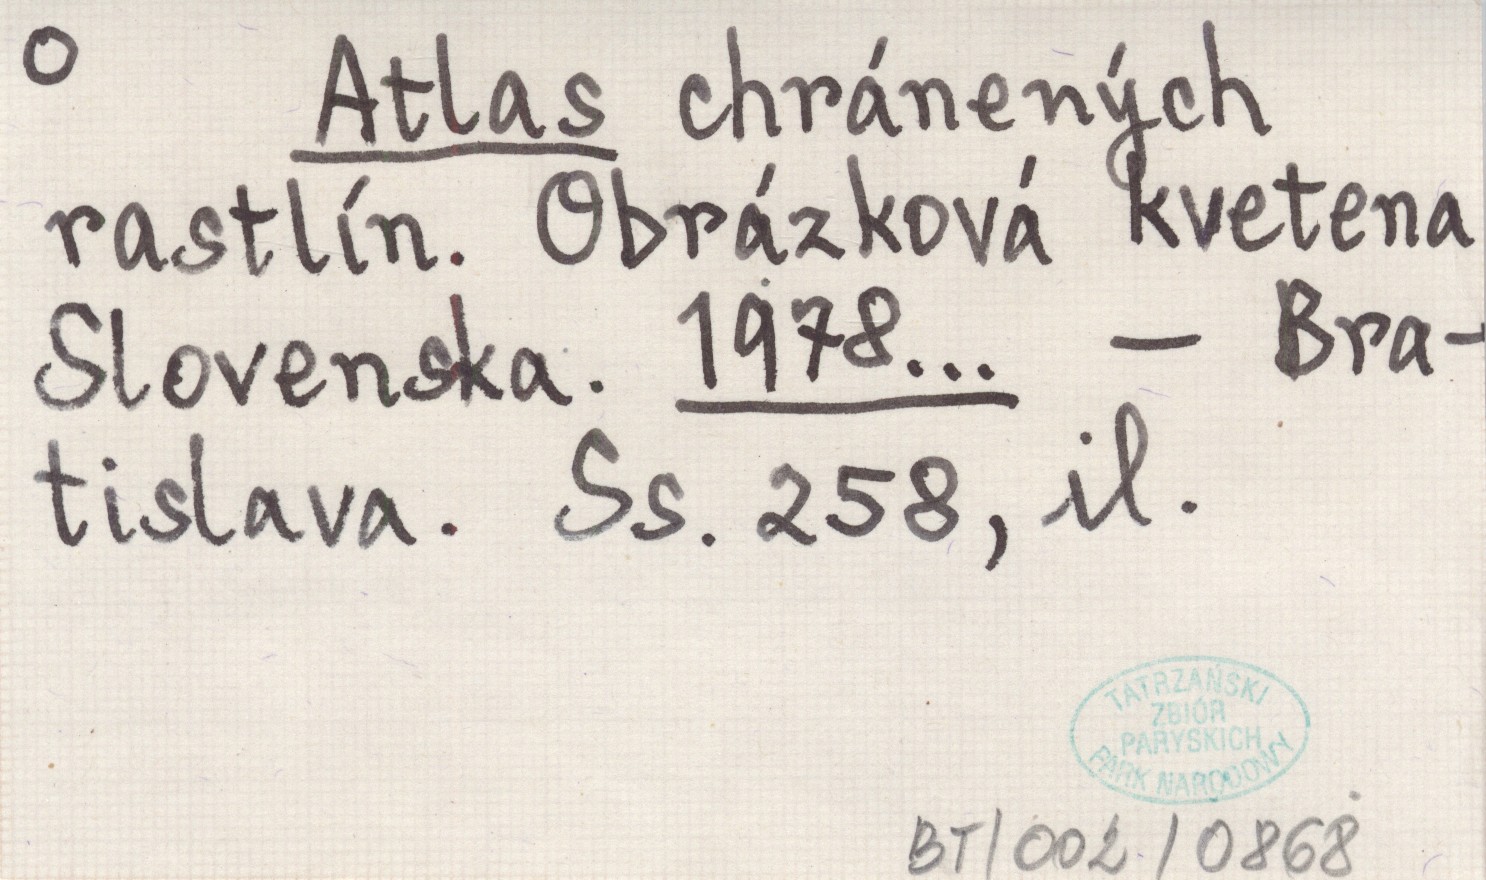 O
Atlas chránených
rastlín. Obrázková kvetena
Slovenska. 1978... – Bra-
tislava. Ss. 258, il.
TATRZAŃSKI
ZBIÓR
PARYSKICH
PARK NARODOWY
BT/002/0868